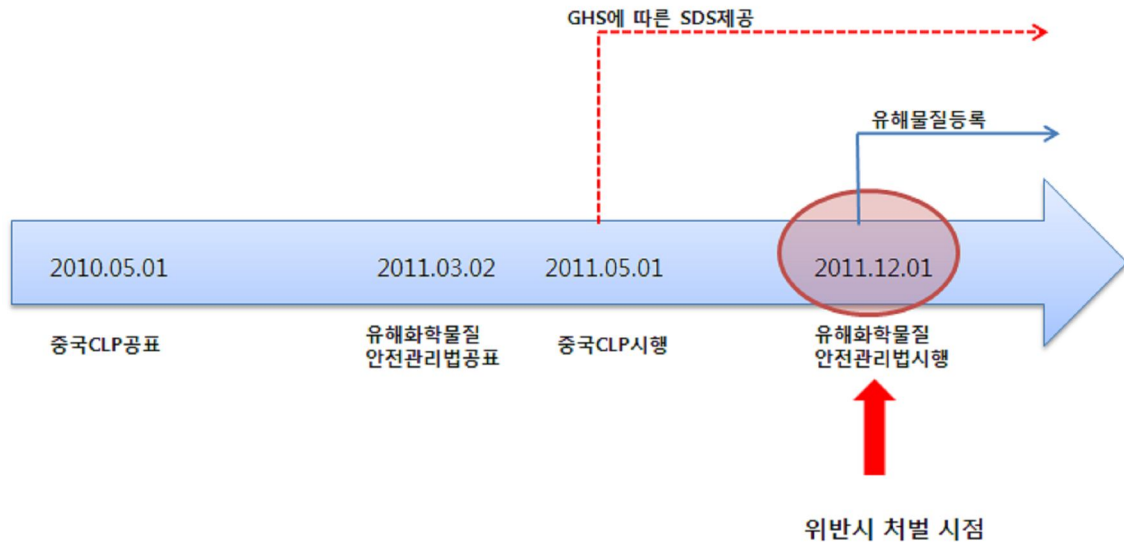 GHS에 따른 SDS제공
유해물질등록
2010.05.01
2011.03.02
2011.05.01
2011.12.01
중국CLP공표
유해화학물질
안전관리법공표
중국CLP시행
유해화학물질
안전관리법시행
위반시 처벌 시점